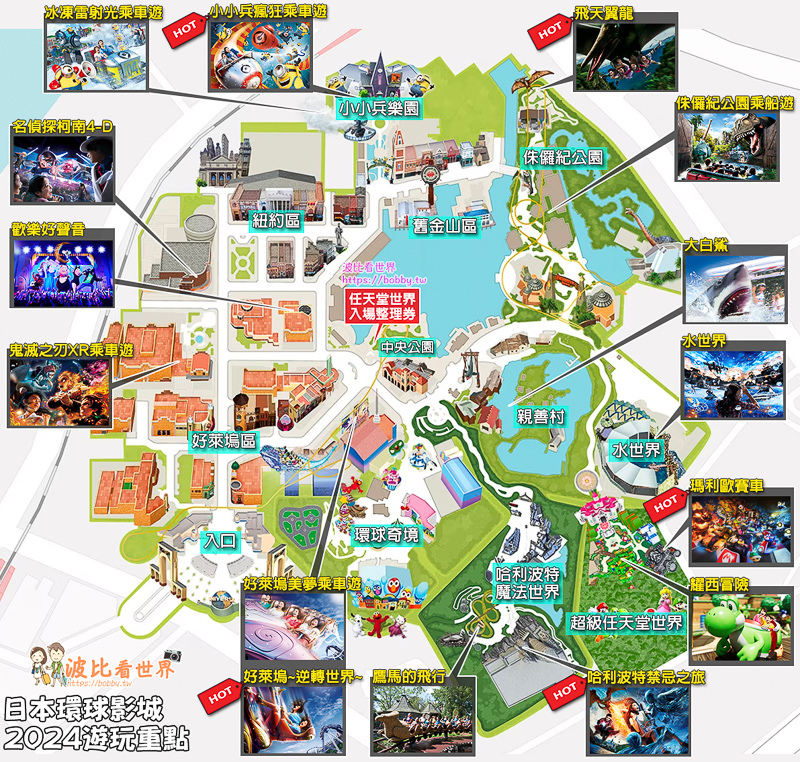 冰凍雷射光乘車遊
HOT
小小兵瘋狂乘車遊
HOT
飛天翼龍
侏儸紀公園乘船遊
小小兵樂園
名偵探柯南4-D
侏儸紀公園
紐約區
舊金山區
歡樂好聲音
大白鯊
波比看世界
https://bobby.tw
任天堂世界
入場整理券
中央公園
鬼滅之刃XR乘車遊
水世界
親善村
好萊塢區
水世界
瑪利歐賽車
HOT
入口
環球奇境
哈利波特
魔法世界
好萊塢美夢乘車遊
耀西冒險
超級任天堂世界
波比看世界
https://bobby.tw
好萊塢~逆轉世界~
HOT
鷹馬的飛行
哈利波特禁忌之旅
HOT
日本環球影城
2024遊玩重點